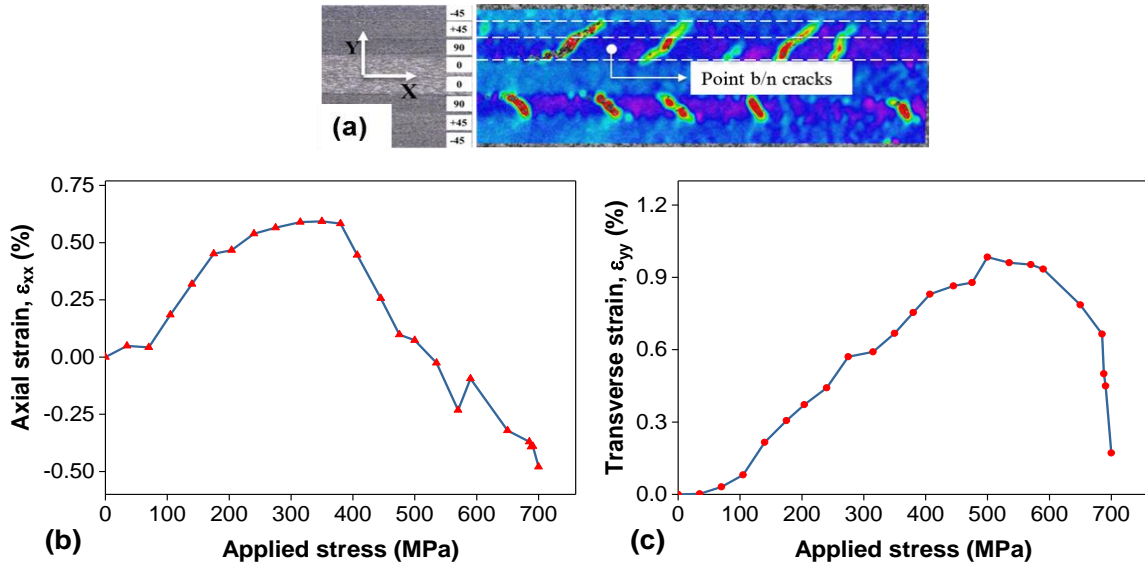 -45
+45
90
0
0
90
+45
-45
Y
X
Point b/n cracks
(a)
0.75
0.50
0.25
0.00
-0.25
-0.50
Axial strain, εxx (%)
0 100 200 300 400 500 600 700
Applied stress (MPa)
(b)
1.2
0.9
0.6
0.3
0.0
Transverse strain, εyy (%)
0 100 200 300 400 500 600 700
Applied stress (MPa)
(c)